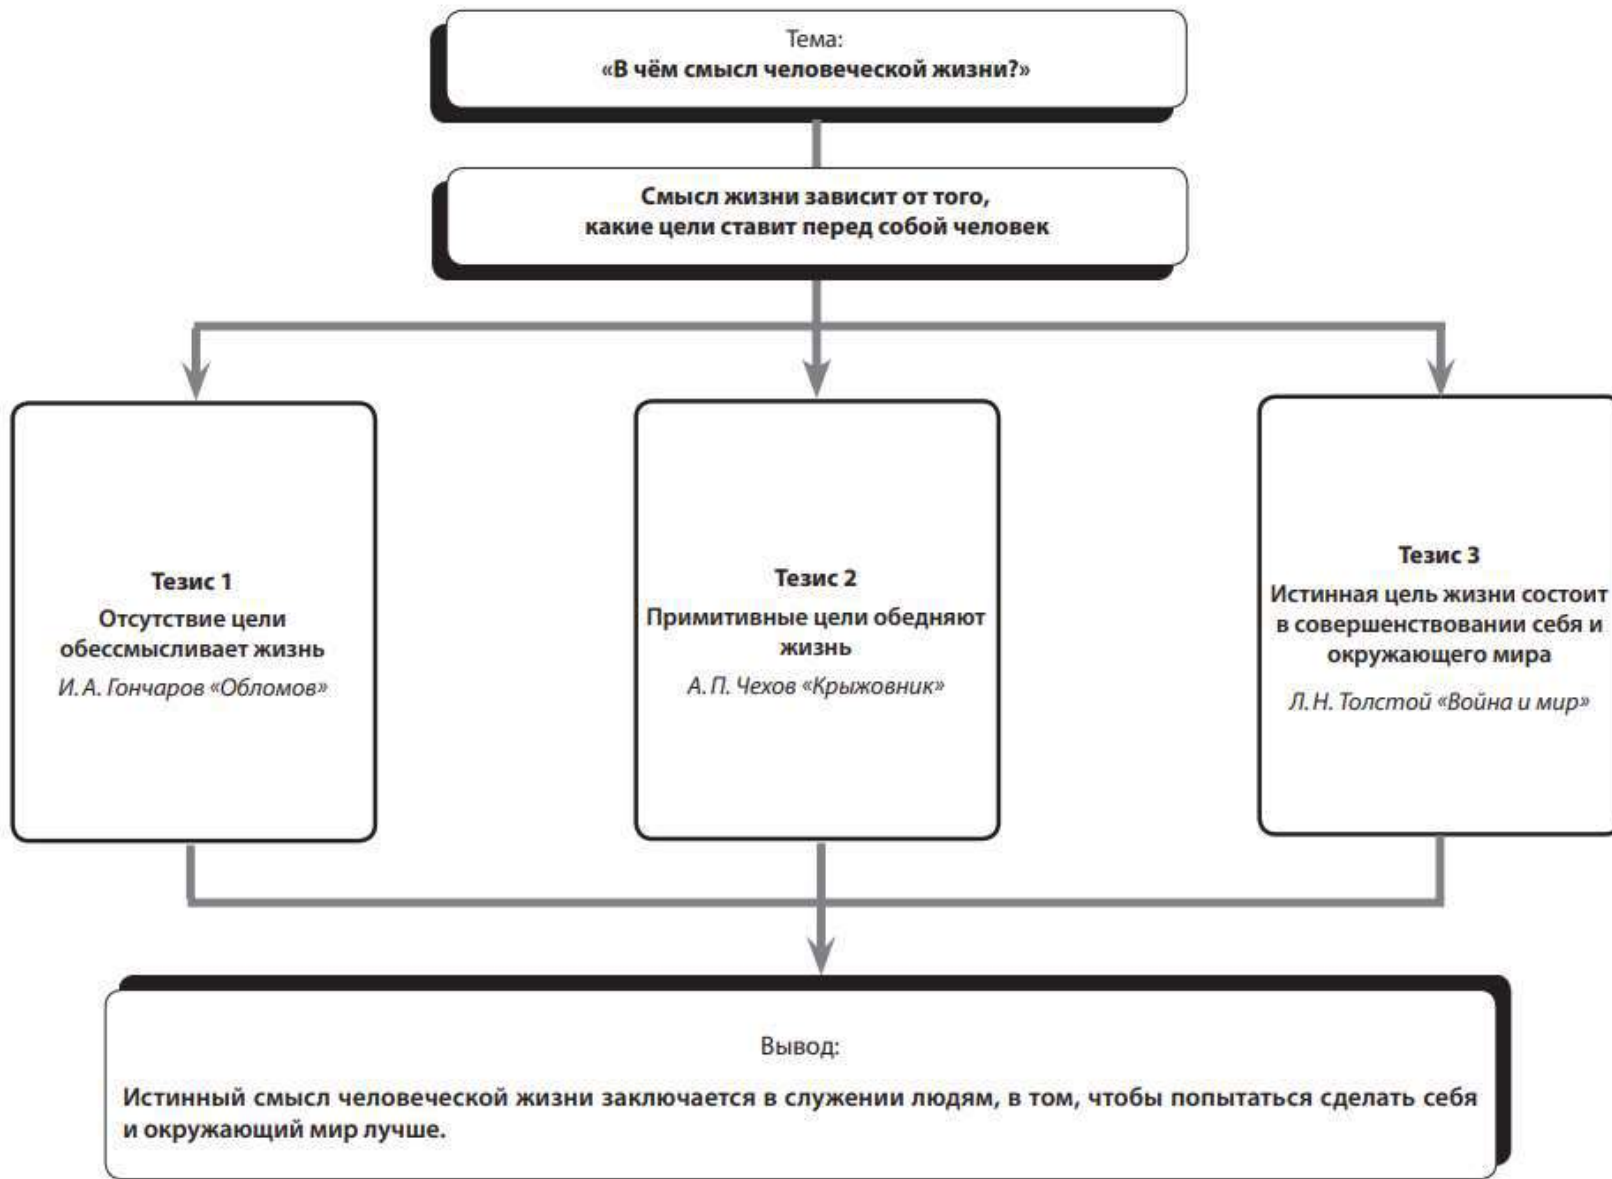 Тема:
«В чём смысл человеческой жизни?»
Смысл жизни зависит от того,
какие цели ставит перед собой человек
Тезис 1
Отсутствие цели
обессмысливает жизнь
И. А. Гончаров «Обломов»
Тезис 2
Примитивные цели обедняют
жизнь
А. П. Чехов «Крыжовник»
Тезис 3
Истинная цель жизни состоит
в совершенствовании себя и
окружающего мира
Л. Н. Толстой «Война и мир»
Вывод:
Истинный смысл человеческой жизни заключается в служении людям, в том, чтобы попытаться сделать себя
и окружающий мир лучше.